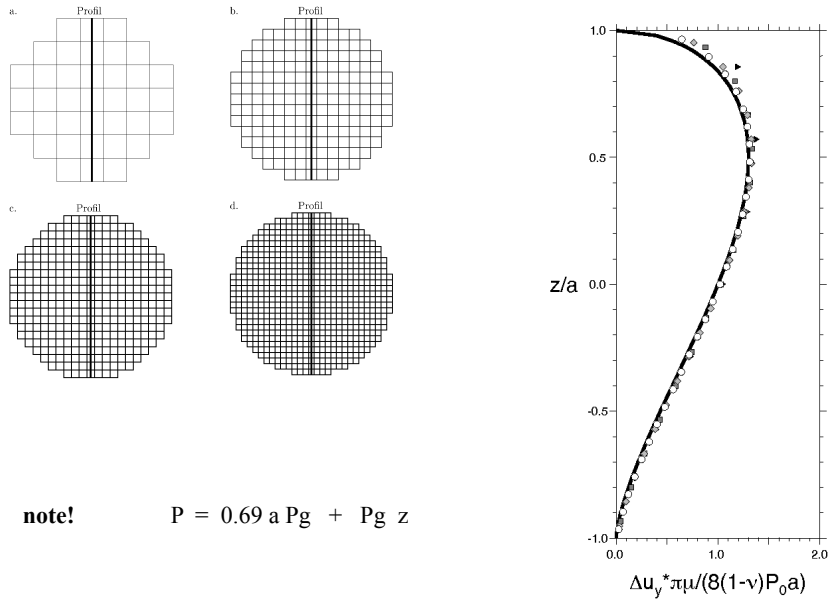 a.
Profil
b.
Profil
c.
Profil
d.
Profil
note! P = 0.69 a Pg + Pg z
1.0
0.5
z/a
0.0
-0.5
-1.0
0.0 1.0 2.0
Δu_y*πμ/(8(1-ν)P₀a)